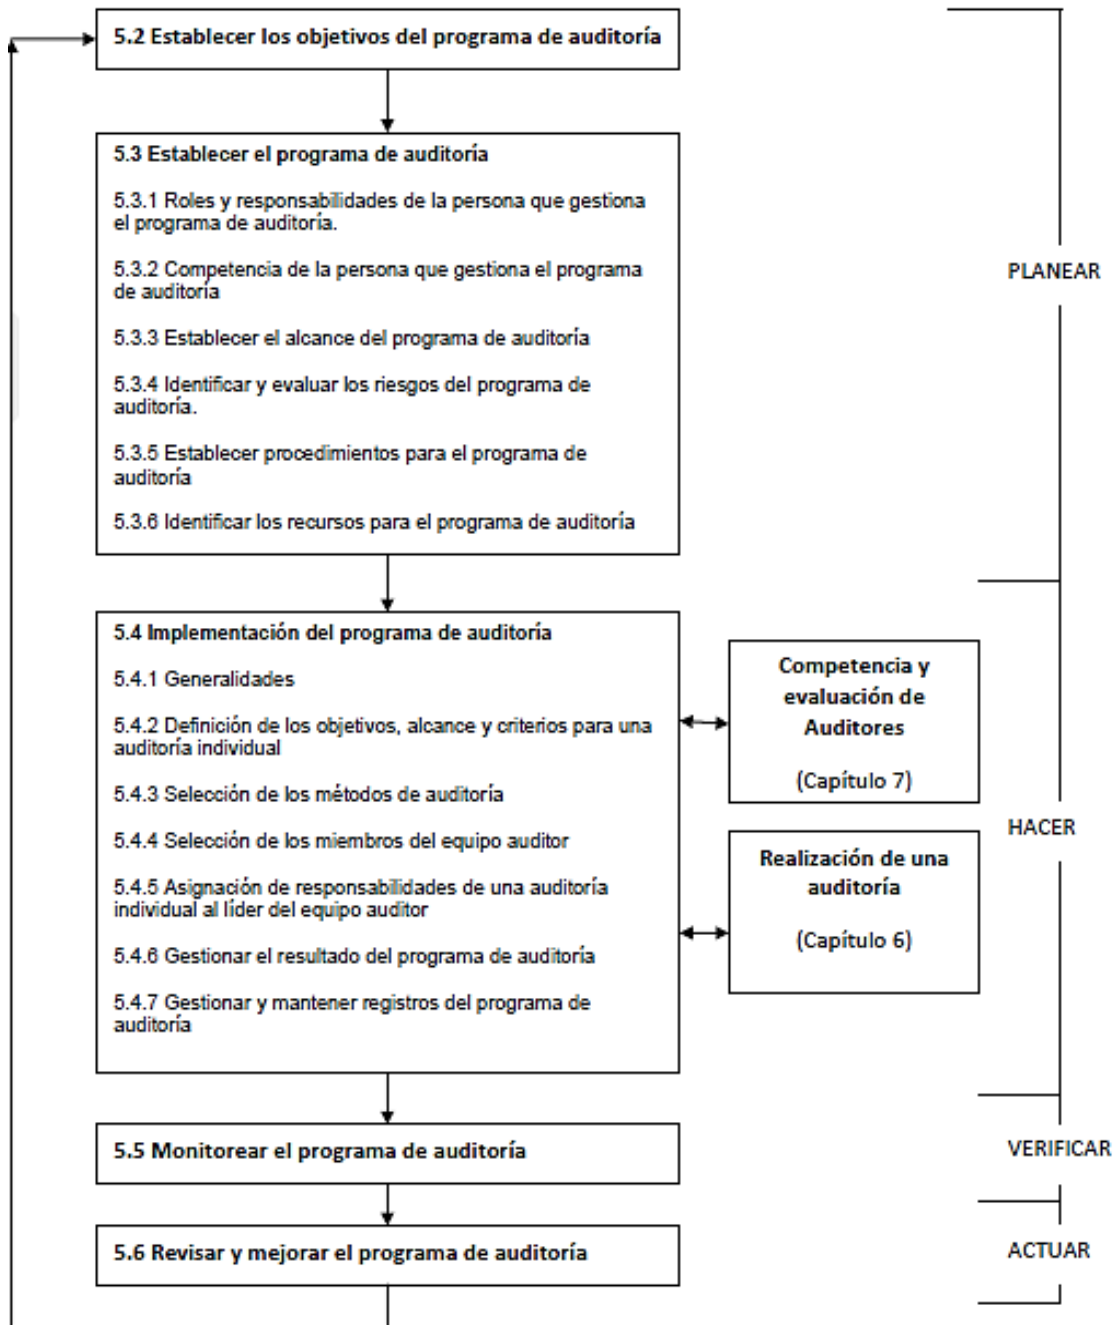 5.2 Establecer los objetivos del programa de auditoría
5.3 Establecer el programa de auditoría
5.3.1 Roles y responsabilidades de la persona que gestiona
el programa de auditoría.
5.3.2 Competencia de la persona que gestiona el programa
de auditoría
5.3.3 Establecer el alcance del programa de auditoría
5.3.4 Identificar y evaluar los riesgos del programa de
auditoría.
5.3.5 Establecer procedimientos para el programa de
auditoría
5.3.6 Identificar los recursos para el programa de auditoría
PLANEAR
5.4 Implementación del programa de auditoría
5.4.1 Generalidades
5.4.2 Definición de los objetivos, alcance y criterios para una
auditoría individual
5.4.3 Selección de los métodos de auditoría
5.4.4 Selección de los miembros del equipo auditor
5.4.5 Asignación de responsabilidades de una auditoría
individual al líder del equipo auditor
5.4.6 Gestionar el resultado del programa de auditoría
5.4.7 Gestionar y mantener registros del programa de
auditoría
Competencia y
evaluación de
Auditores
(Capítulo 7)
Realización de una
auditoría
(Capítulo 6)
HACER
5.5 Monitorear el programa de auditoría
VERIFICAR
5.6 Revisar y mejorar el programa de auditoría
ACTUAR